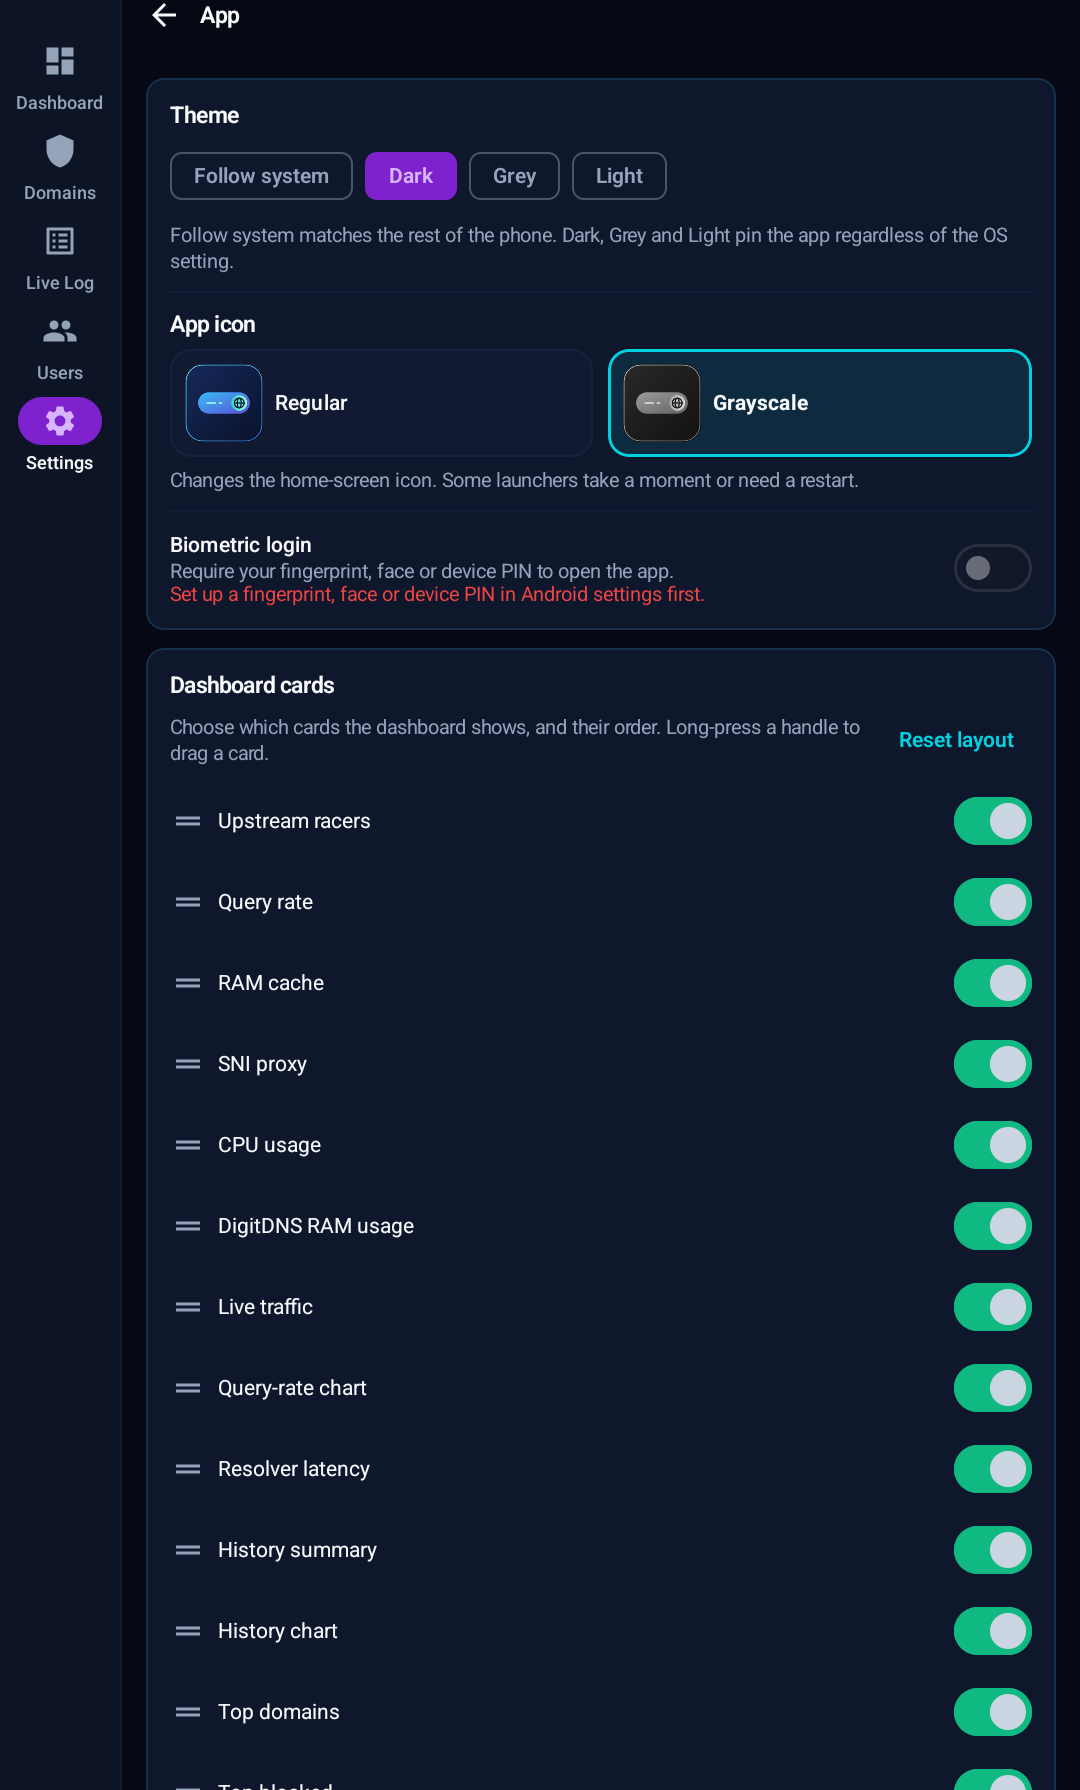 App
Dashboard
Domains
Live Log
Users
Settings
Theme
Follow system
Dark
Grey
Light
Follow system matches the rest of the phone. Dark, Grey and Light pin the app regardless of the OS
setting.
App icon
Regular
Grayscale
Changes the home-screen icon. Some launchers take a moment or need a restart.
Biometric login
Require your fingerprint, face or device PIN to open the app.
Set up a fingerprint, face or device PIN in Android settings first.
Dashboard cards
Choose which cards the dashboard shows, and their order. Long-press a handle to
drag a card.
Reset layout
Upstream racers
Query rate
RAM cache
SNI proxy
CPU usage
DigitDNS RAM usage
Live traffic
Query-rate chart
Resolver latency
History summary
History chart
Top domains
Top blocked